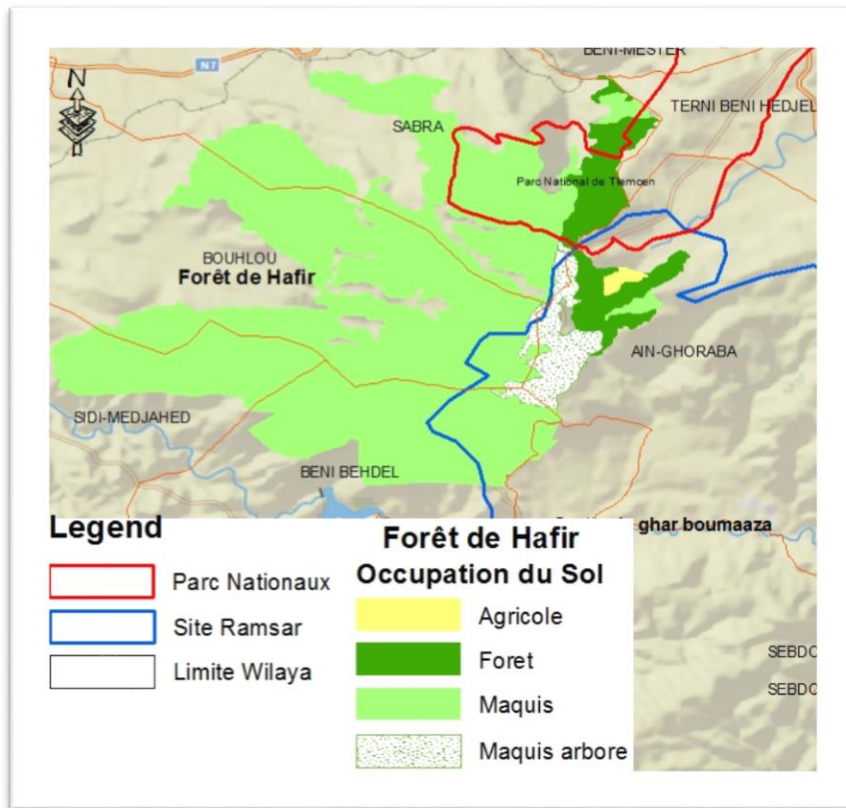 BENI-MESTER
N7
N
TERNI BENI HEDJEL
SABRA
Parc National de Tlemcen
BOUHLOU
Forêt de Hafir
AIN-GHORABA
SIDI-MEDJAHED
BENI BEHDEL
ghar boumaaza
Legend
Parc Nationaux
Site Ramsar
Limite Wilaya
Forêt de Hafir
Occupation du Sol
Agricole
Foret
Maquis
Maquis arbore
SEBDO
SEBDO